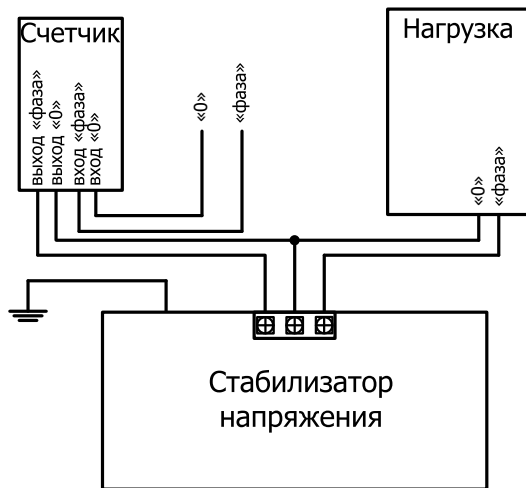 Счетчик
выход «фаза»
выход «0»
вход «фаза»
вход «0»
«0»
«фаза»
Нагрузка
«0»
«фаза»
Стабилизатор
напряжения